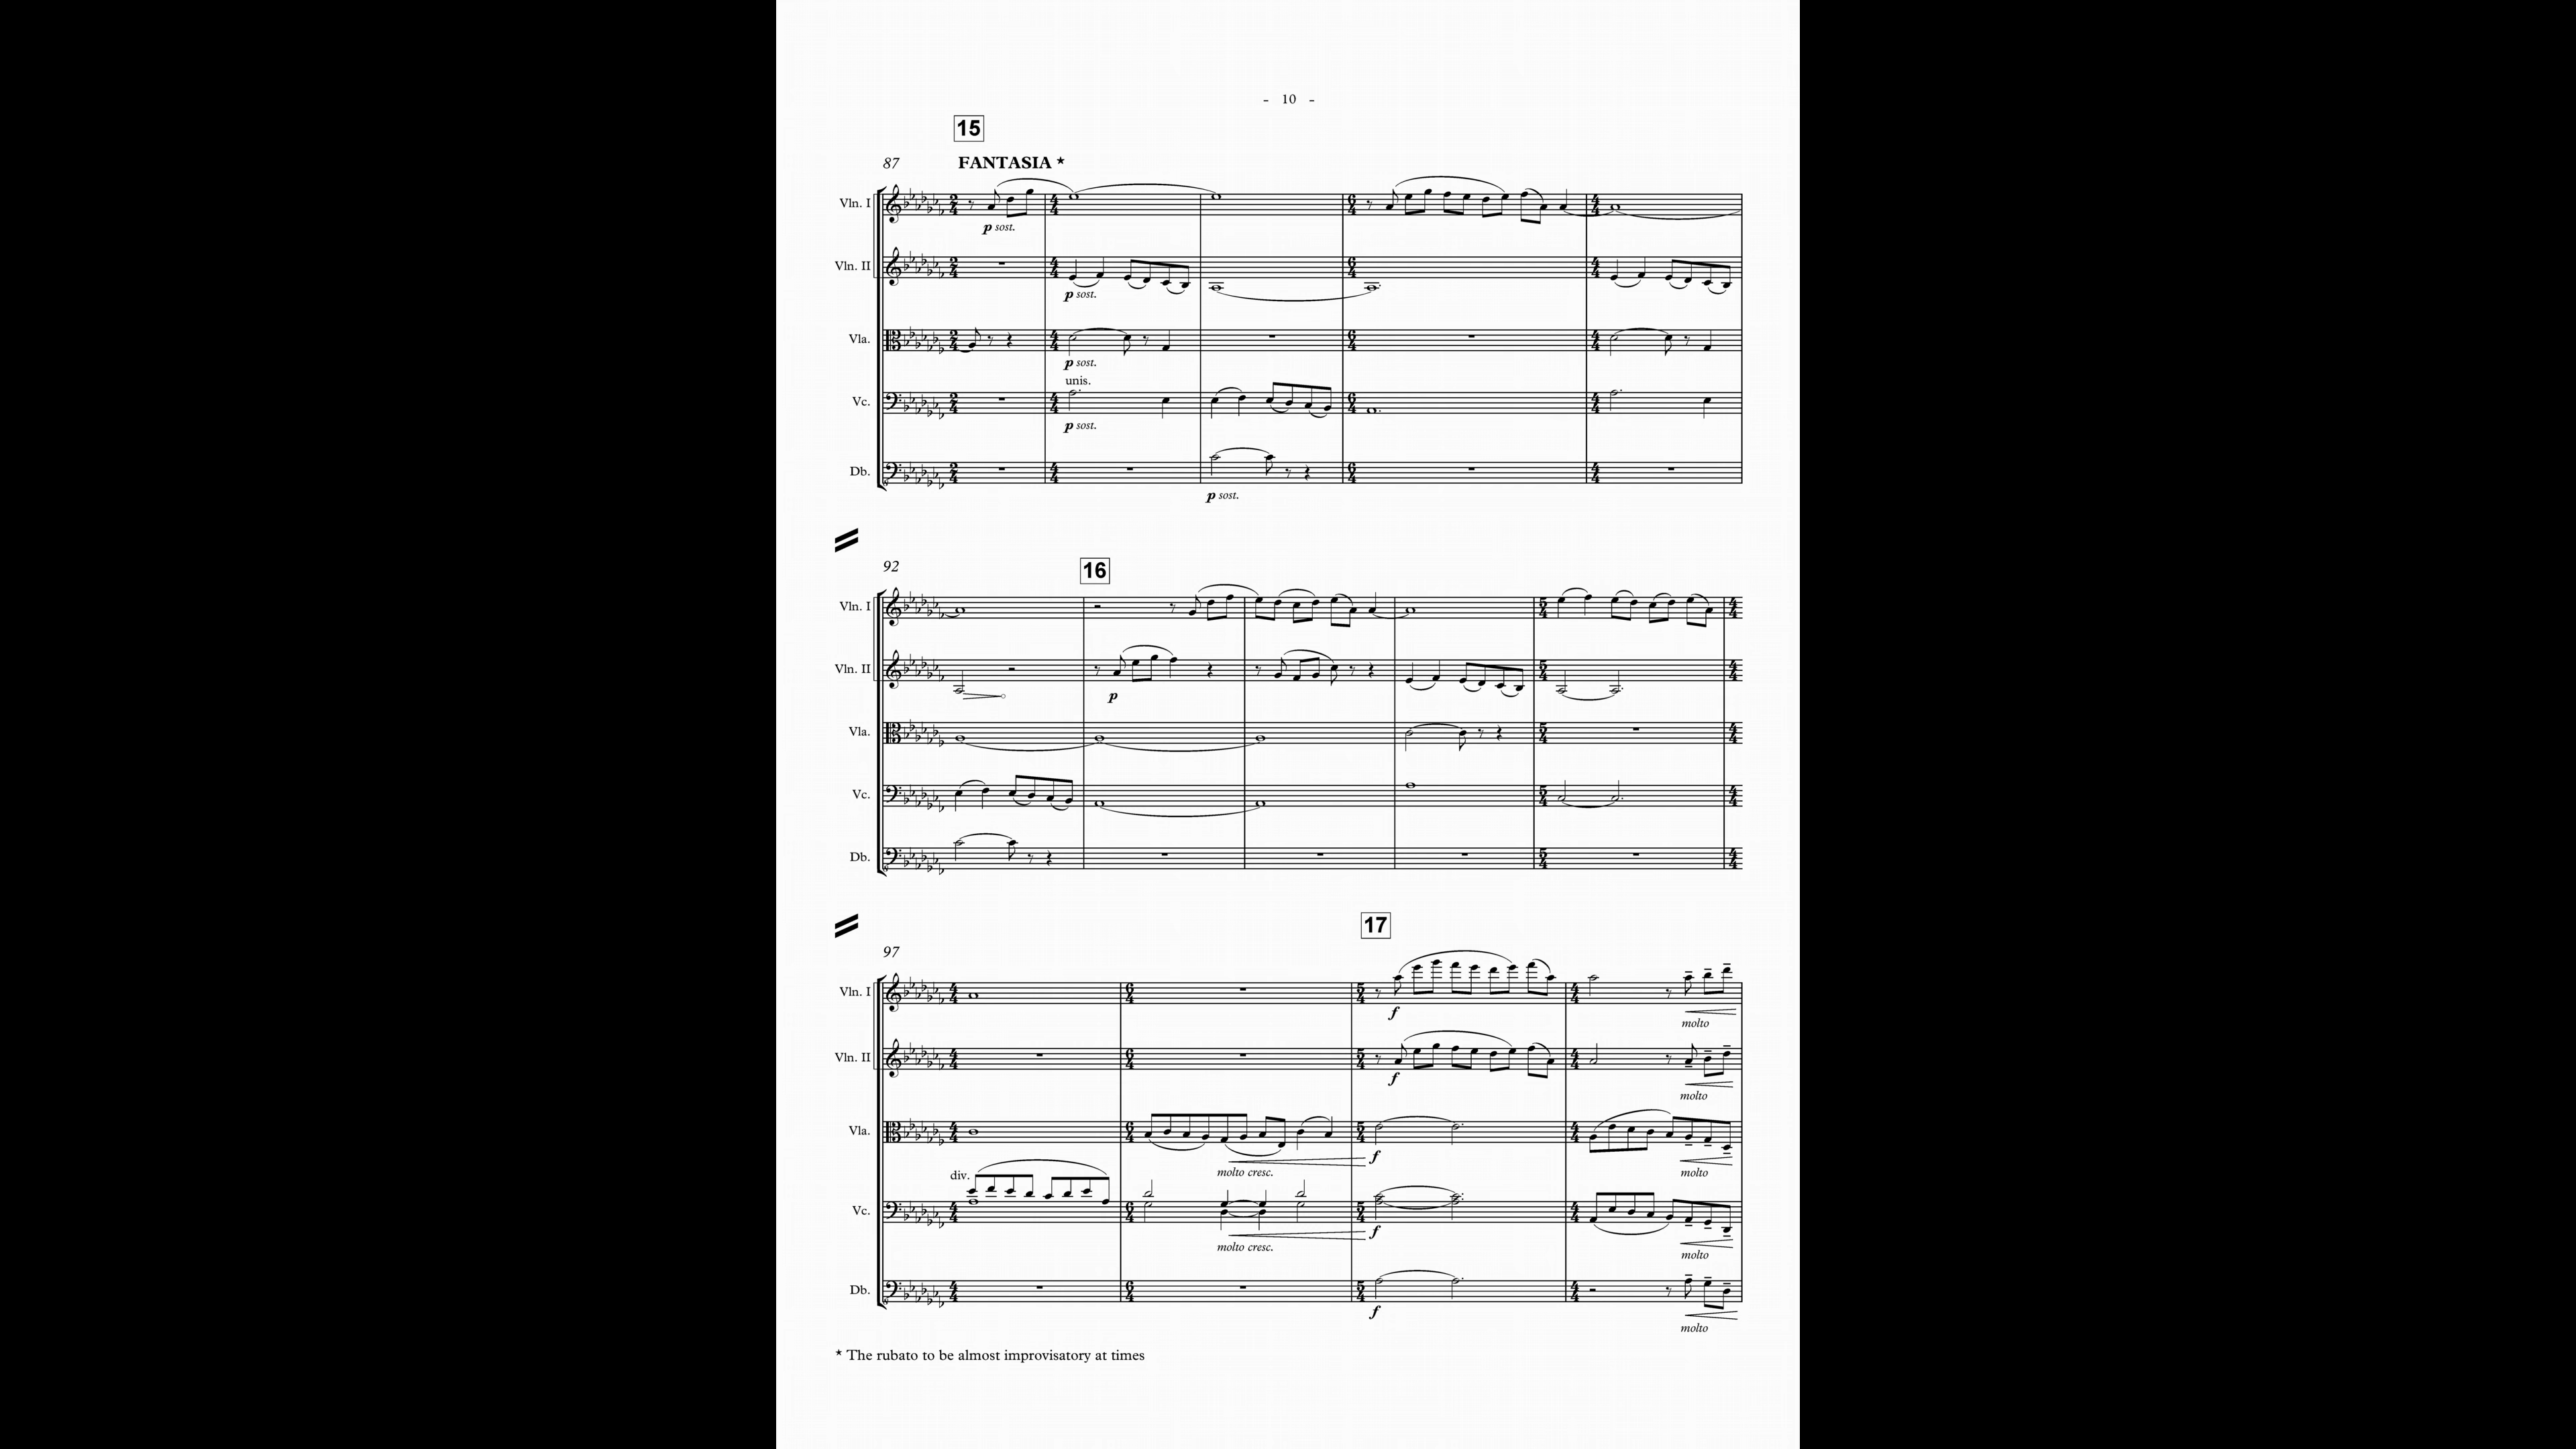 - 10 -
15
87 FANTASIA *
Vln. I
p sost.
Vln. II
p sost.
Vla.
p sost.
unis.
Vc.
p sost.
Db.
p sost.
92 16
Vln. I
Vln. II
p
Vla.
Vc.
Db.
17
97
Vln. I
f molto
Vln. II
f molto
Vla.
molto cresc. f molto
div.
Vc.
molto cresc. f molto
Db.
f molto
* The rubato to be almost improvisatory at times